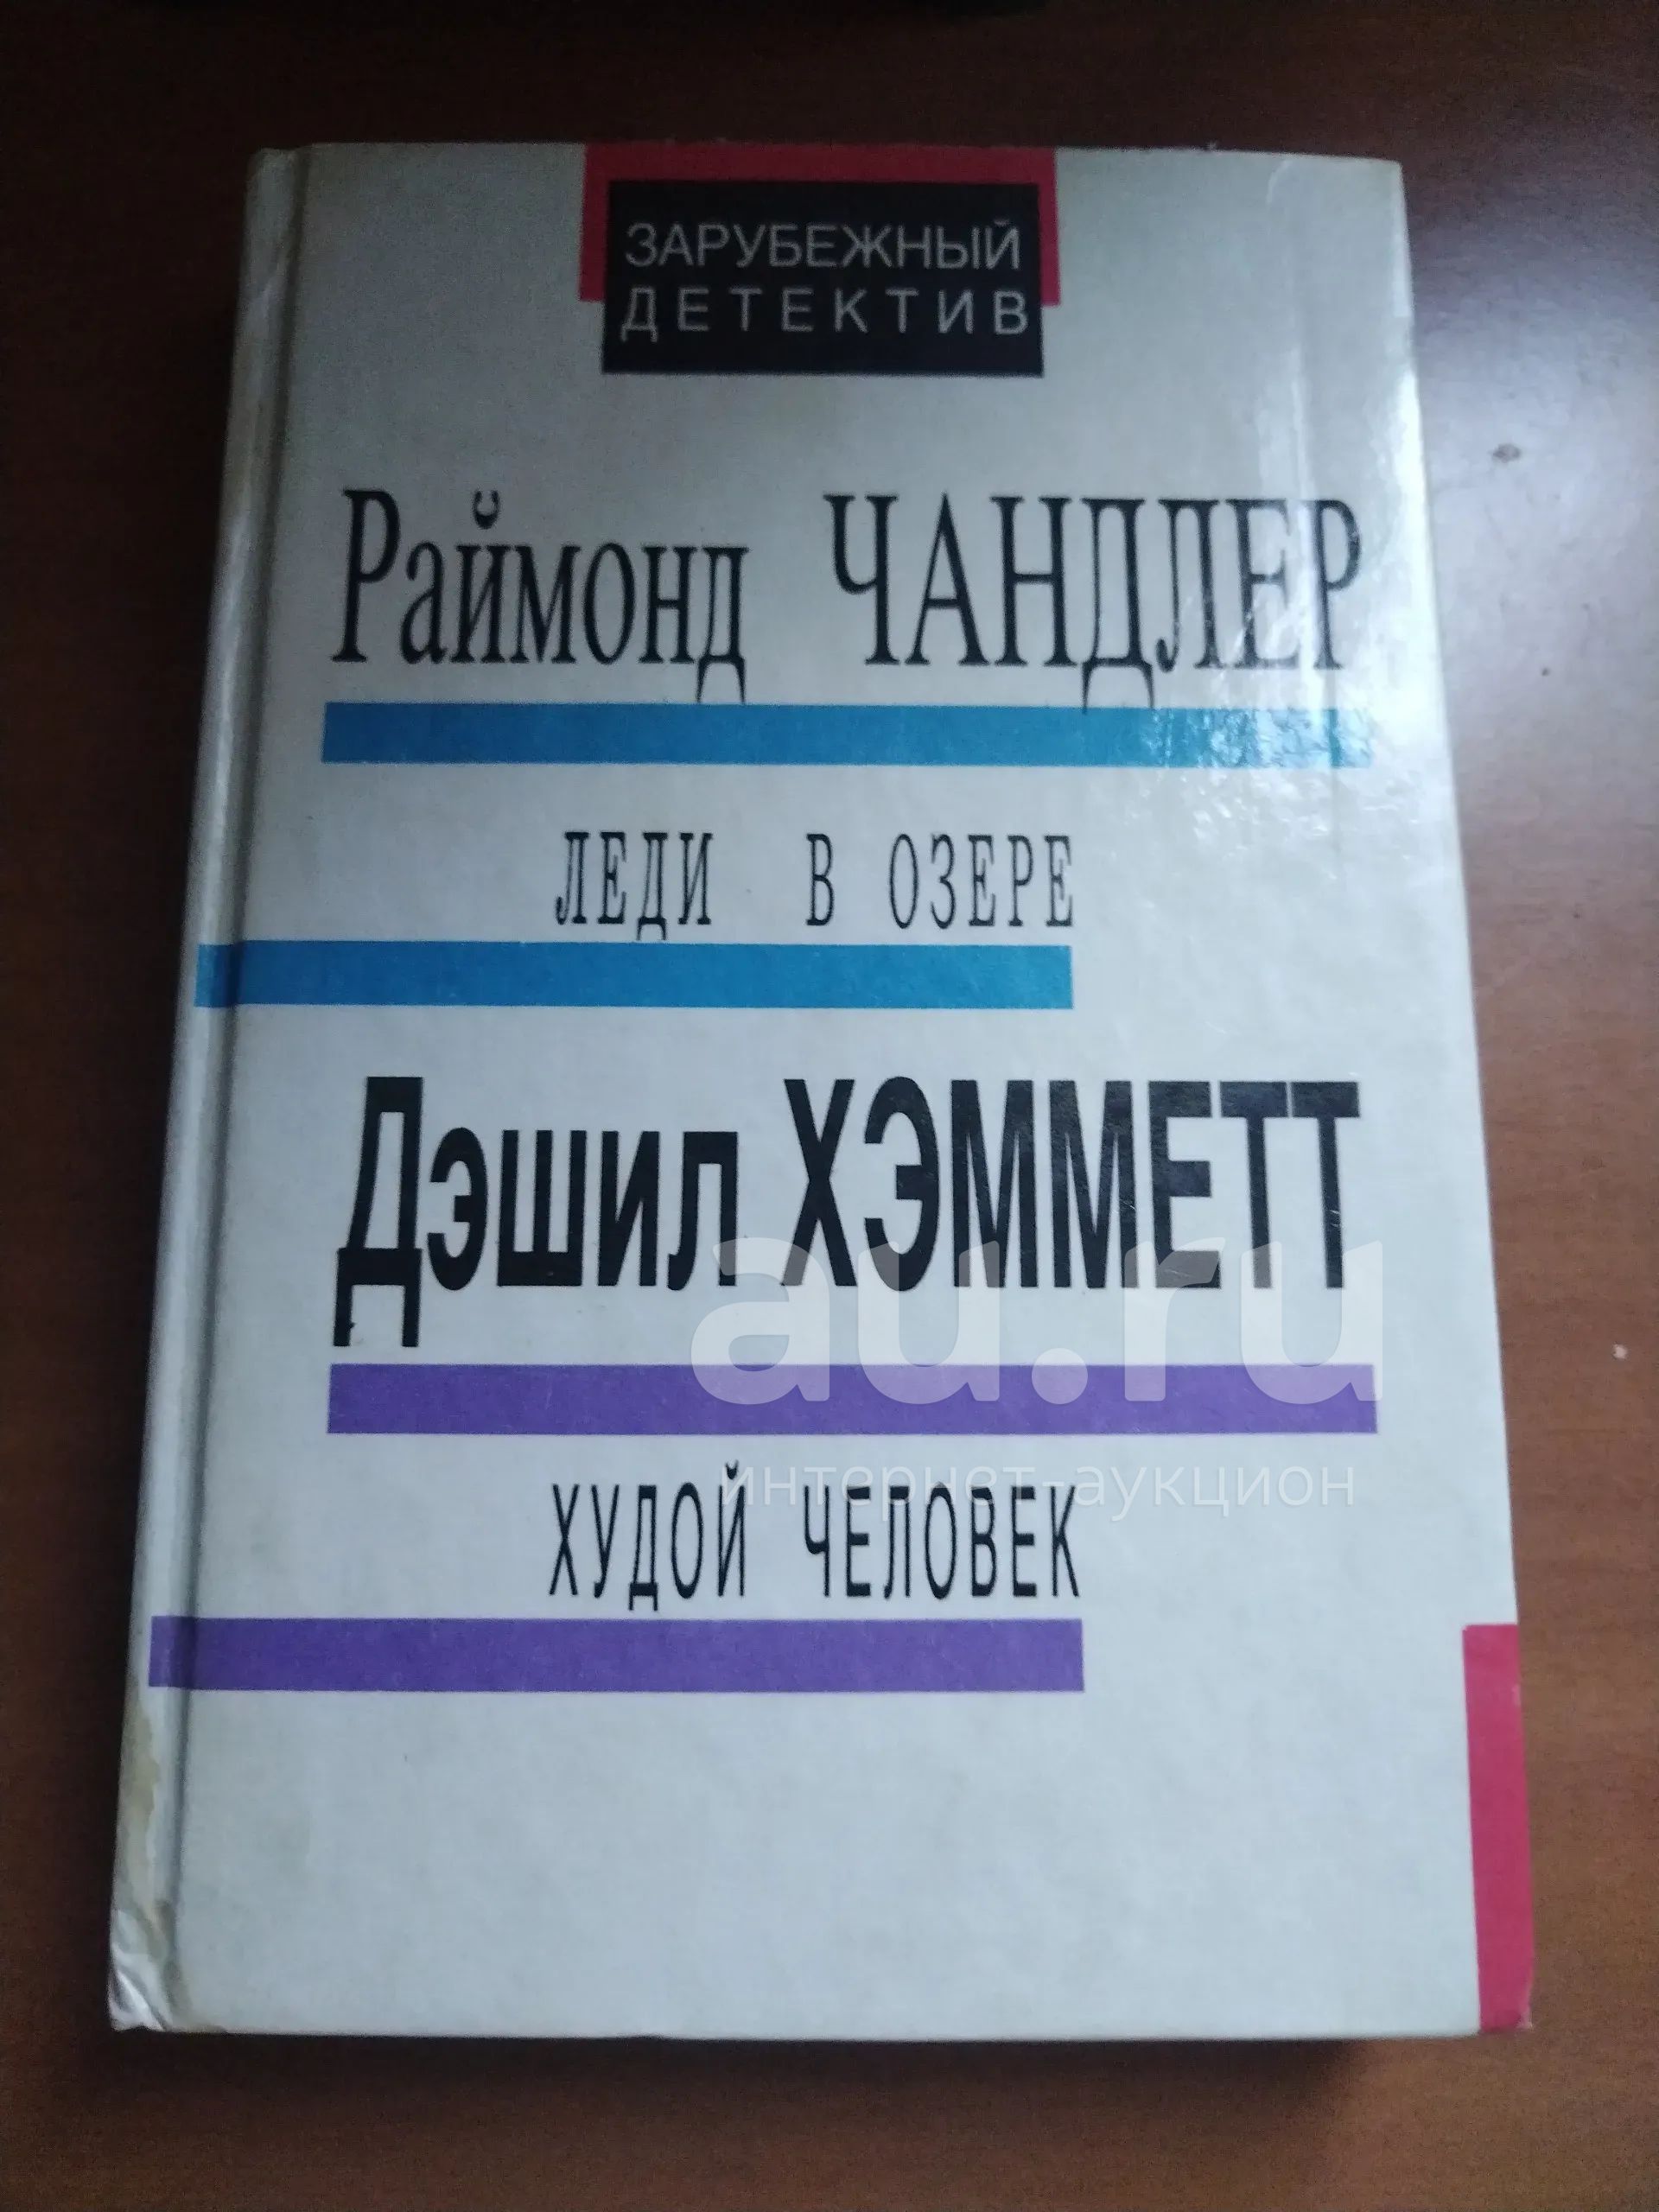 ЗАРУБЕЖНЫЙ
ДЕТЕКТИВ
Раймонд ЧАНДЛЕР
ЛЕДИ В ОЗЕРЕ
Дэшил ХЭММЕТТ
au.ru
интернет-аукцион
ХУДОЙ ЧЕЛОВЕК